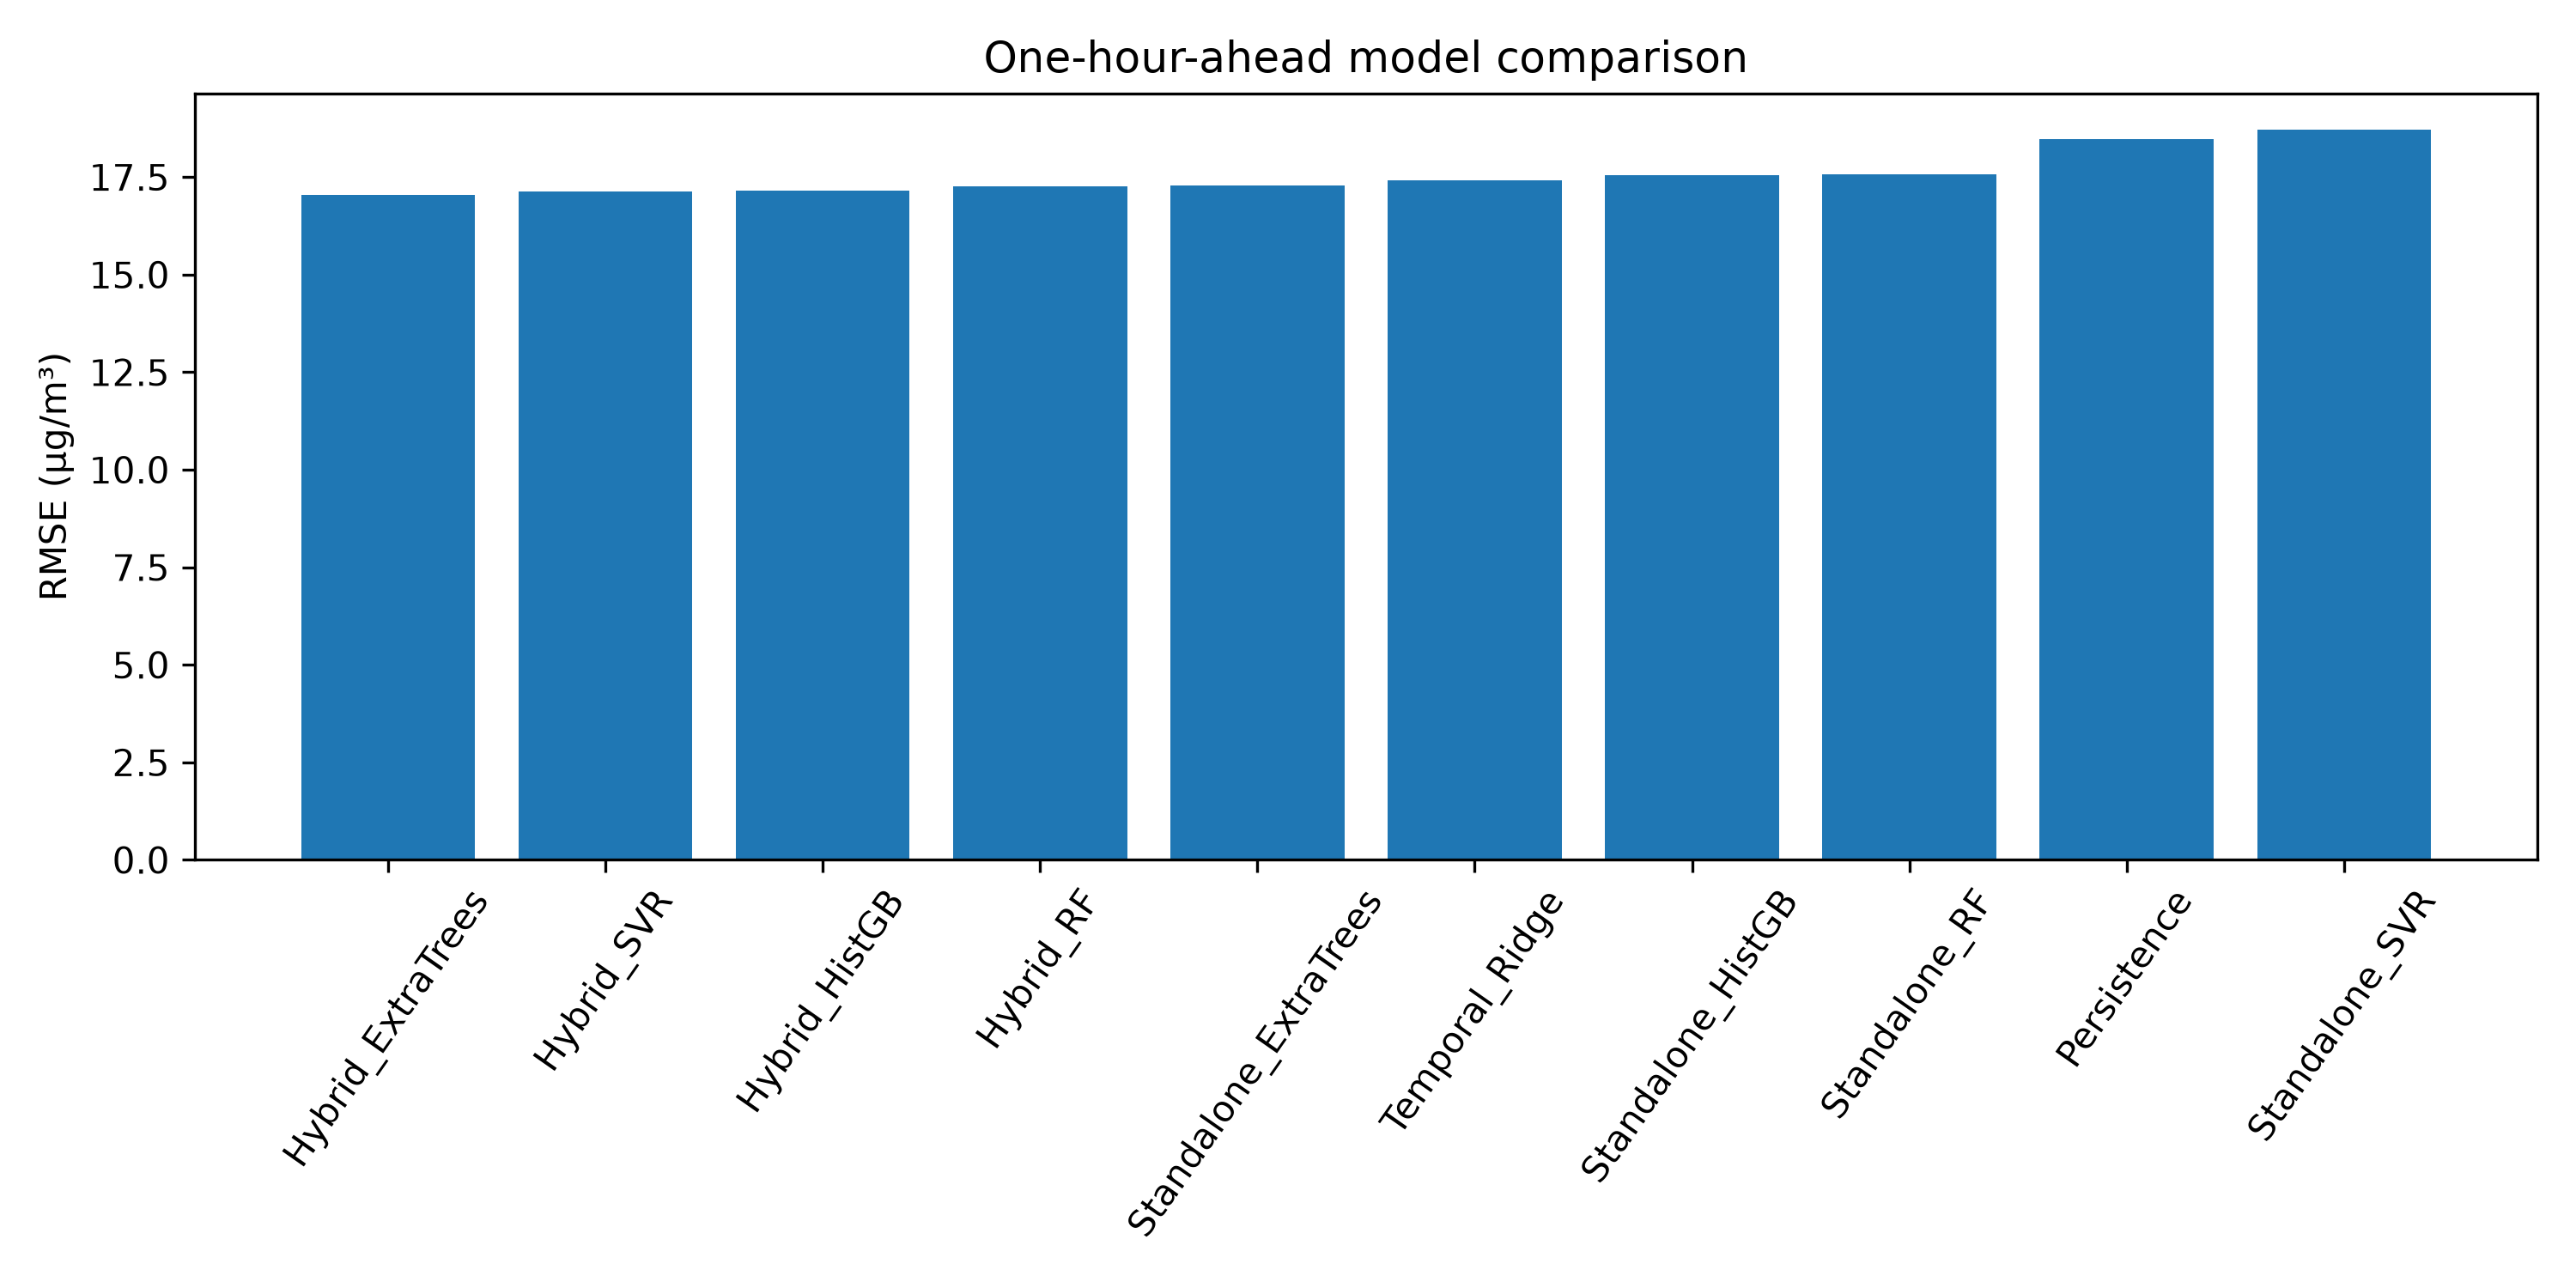 One-hour-ahead model comparison
RMSE (µg/m³)
17.5
15.0
12.5
10.0
7.5
5.0
2.5
0.0
Hybrid_ExtraTrees
Hybrid_SVR
Hybrid_HistGB
Hybrid_RF
Standalone_ExtraTrees
Temporal_Ridge
Standalone_HistGB
Standalone_RF
Persistence
Standalone_SVR